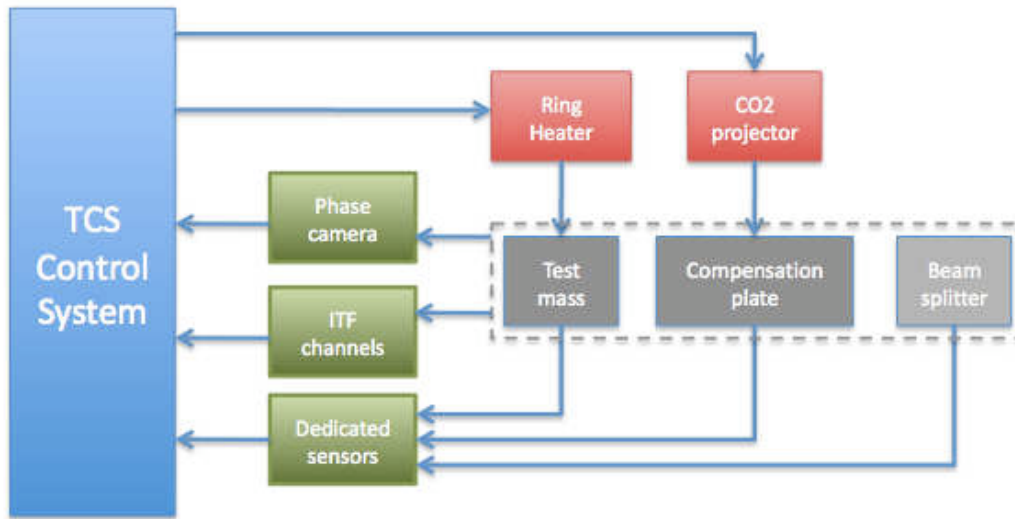 TCS
Control
System
Ring
Heater
CO2
projector
Phase
camera
Test
mass
Compensation
plate
Beam
splitter
ITF
channels
Dedicated
sensors